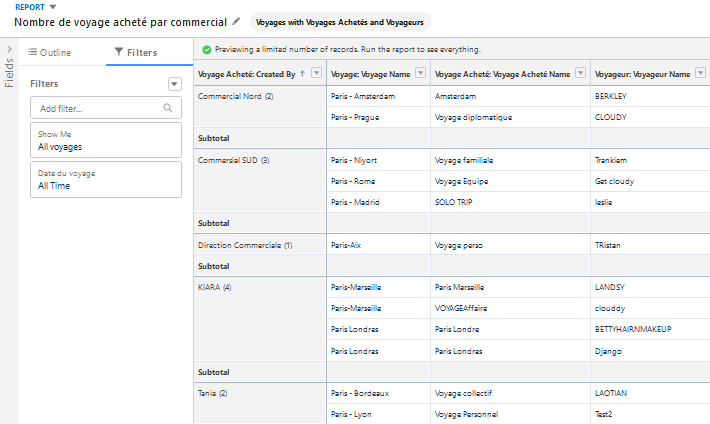 REPORT
Nombre de voyage acheté par commercial
Voyages with Voyages Achetés and Voyageurs
Fields
Outline
Filters
Previewing a limited number of records. Run the report to see everything.
Filters
Add filter...
Show Me
All voyages
Date du voyage
All Time
Voyage Acheté: Created By Voyage: Voyage Name Voyage Acheté: Voyage Acheté Name Voyageur: Voyageur Name
Commercial Nord (2) Paris - Amsterdam Amsterdam BERKLEY
Paris - Prague Voyage diplomatique CLOUDY
Subtotal
Commersial SUD (3) Paris - Niyort Voyage familiale Trankiem
Paris - Rome Voyage Equipe Get cloudy
Paris - Madrid SOLO TRIP leslie
Subtotal
Direction Commerciale (1) Paris-Aix Voyage perso TRistan
Subtotal
KIARA (4) Paris-Marseille Paris Marseille LANDSY
Paris-Marseille VOYAGEAffaire clouddy
Paris Londres Paris Londre BETTYHAIRNMAKEUP
Paris Londres Paris Londres Django
Subtotal
Tania (2) Paris - Bordeaux Voyage collectif LAOTIAN
Paris - Lyon Voyage Personnel Test2